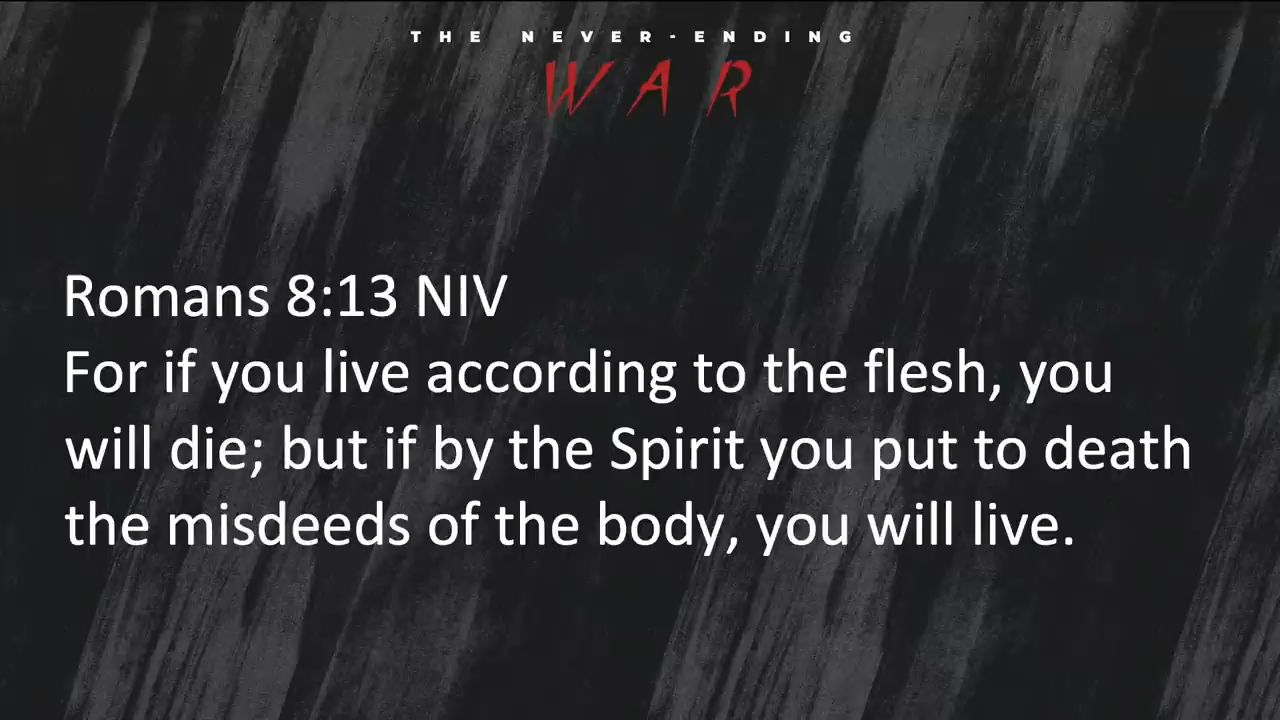 THE NEVER-ENDING
WAR
Romans 8:13 NIV
For if you live according to the flesh, you
will die; but if by the Spirit you put to death
the misdeeds of the body, you will live.